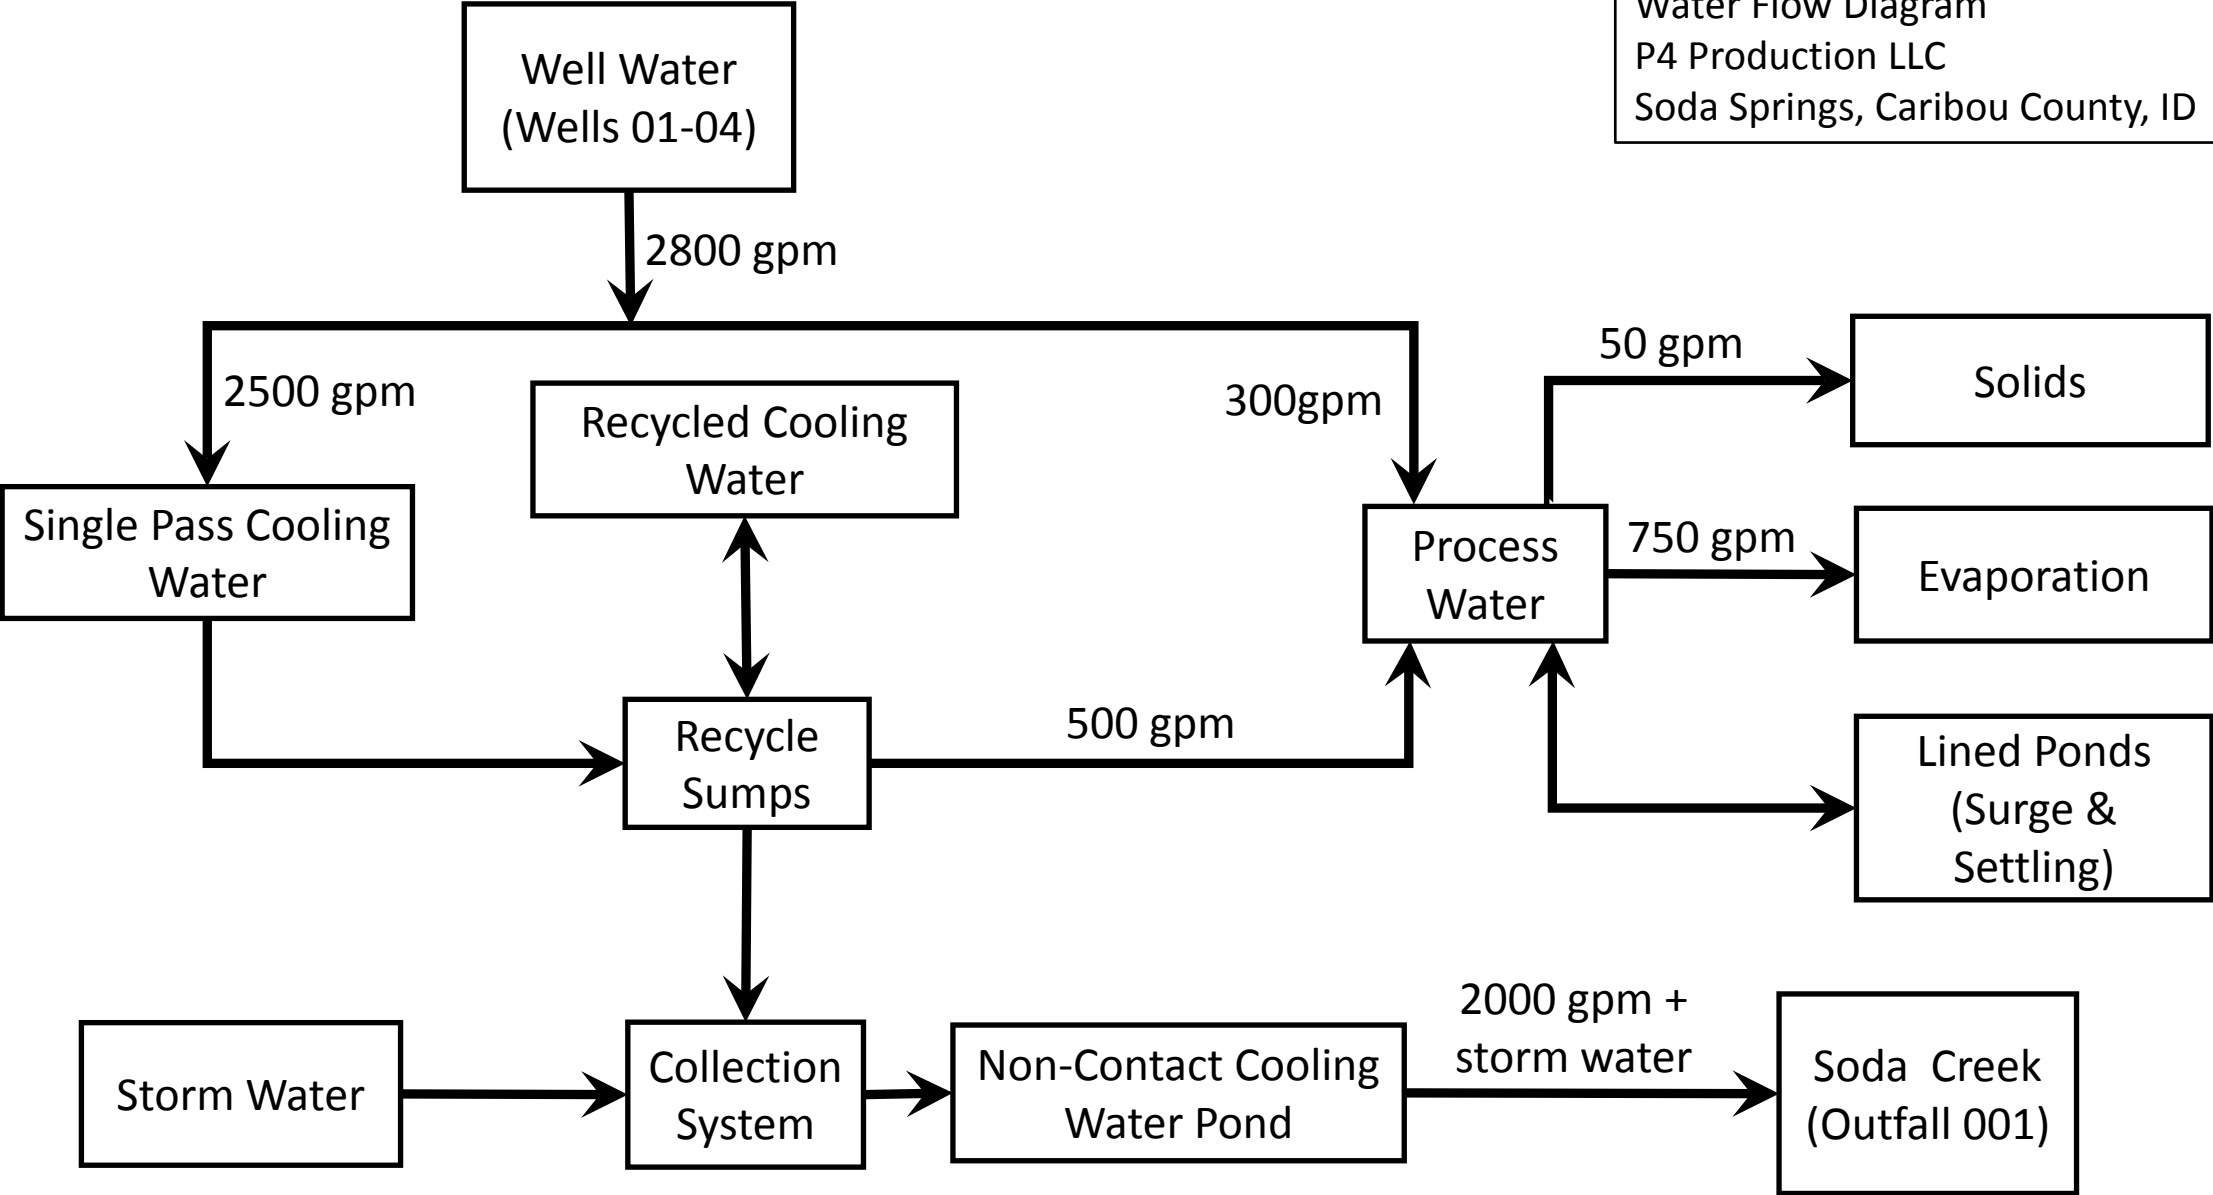 Water Flow Diagram
P4 Production LLC
Soda Springs, Caribou County, ID
Well Water
(Wells 01-04)
2800 gpm
2500 gpm
Recycled Cooling
Water
300gpm
50 gpm
Solids
Single Pass Cooling
Water
Process
Water
750 gpm
Evaporation
Recycle
Sumps
500 gpm
Lined Ponds
(Surge &
Settling)
Storm Water
Collection
System
Non-Contact Cooling
Water Pond
2000 gpm +
storm water
Soda  Creek
(Outfall 001)